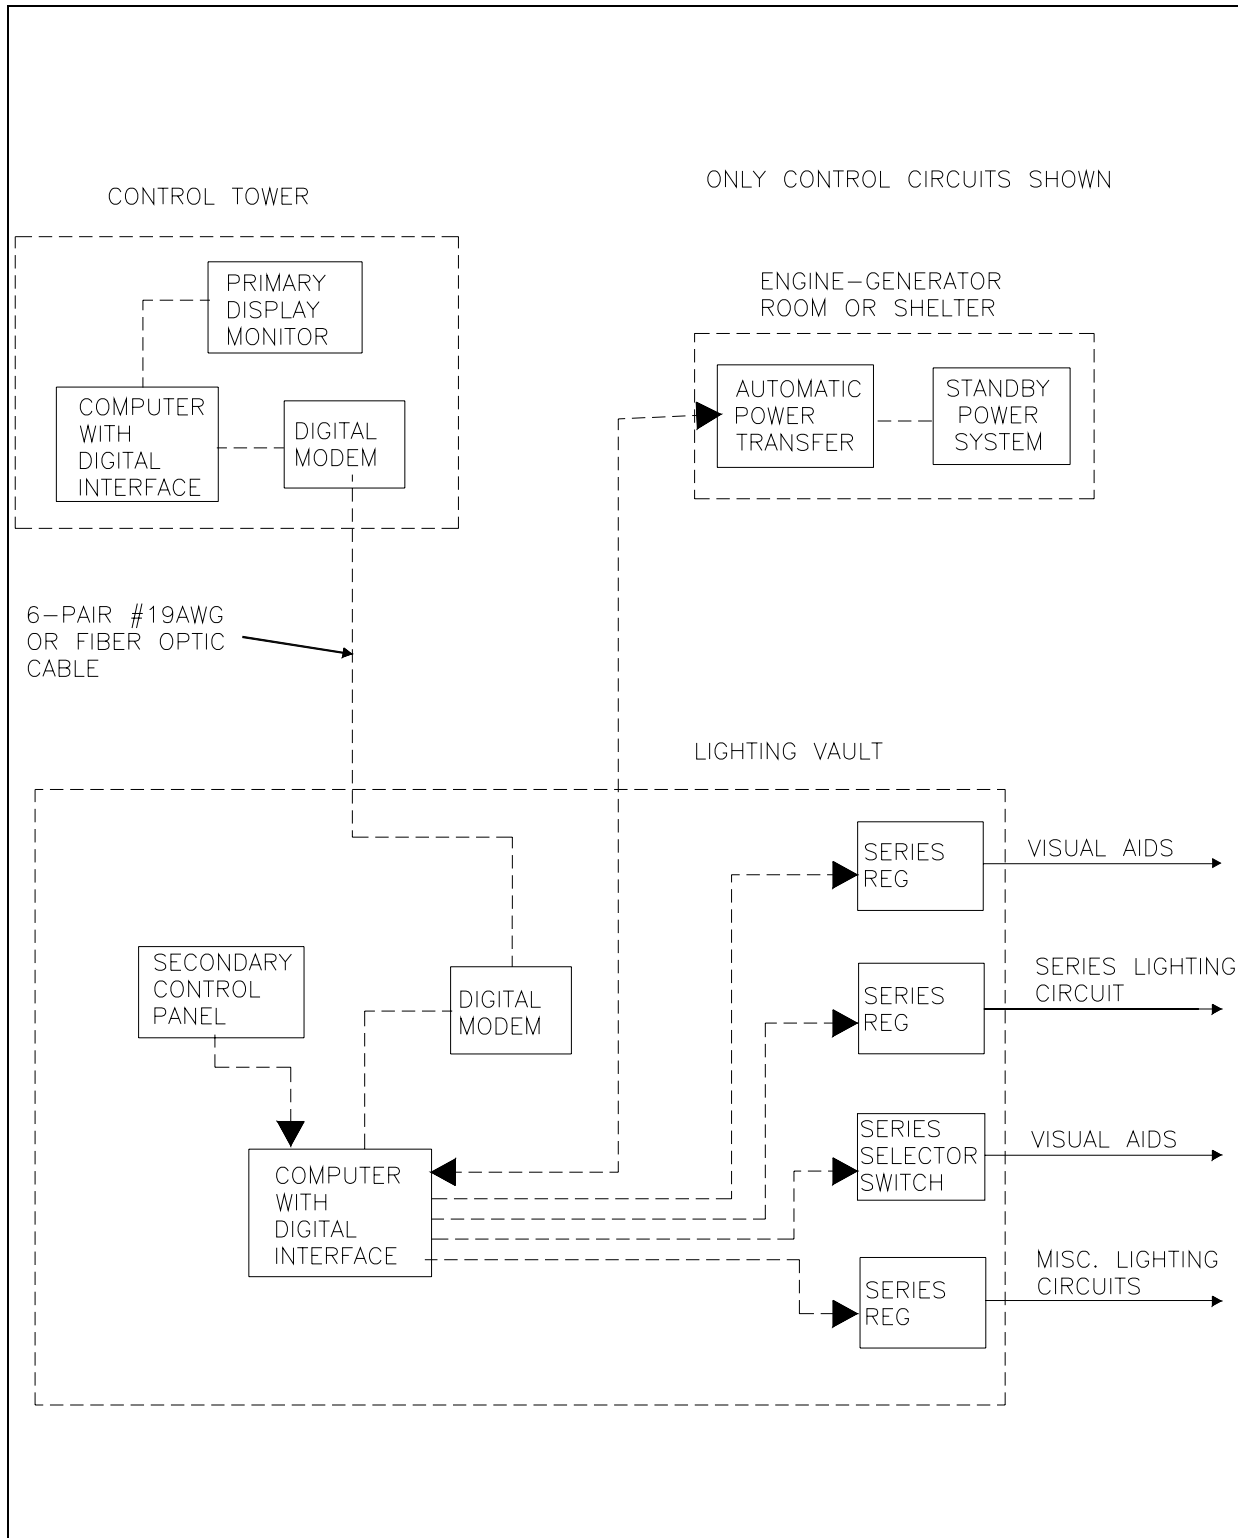 CONTROL TOWER
ONLY CONTROL CIRCUITS SHOWN
PRIMARY
DISPLAY
MONITOR
COMPUTER
WITH
DIGITAL
INTERFACE
DIGITAL
MODEM
ENGINE-GENERATOR
ROOM OR SHELTER
AUTOMATIC
POWER
TRANSFER
STANDBY
POWER
SYSTEM
6-PAIR #19AWG
OR FIBER OPTIC
CABLE
LIGHTING VAULT
SERIES
REG
VISUAL AIDS
SECONDARY
CONTROL
PANEL
DIGITAL
MODEM
SERIES
REG
SERIES LIGHTING
CIRCUIT
COMPUTER
WITH
DIGITAL
INTERFACE
SERIES
SELECTOR
SWITCH
VISUAL AIDS
SERIES
REG
MISC. LIGHTING
CIRCUITS